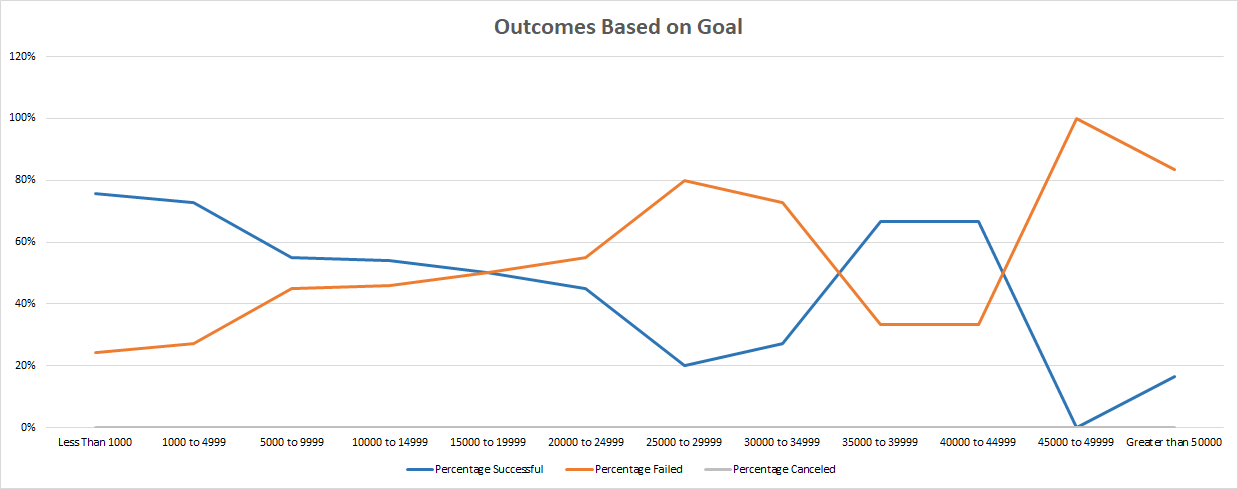 Outcomes Based on Goal
120%
100%
80%
60%
40%
20%
0%
Less Than 1000 1000 to 4999 5000 to 9999 10000 to 14999 15000 to 19999 20000 to 24999 25000 to 29999 30000 to 34999 35000 to 39999 40000 to 44999 45000 to 49999 Greater than 50000
Percentage Successful Percentage Failed Percentage Canceled